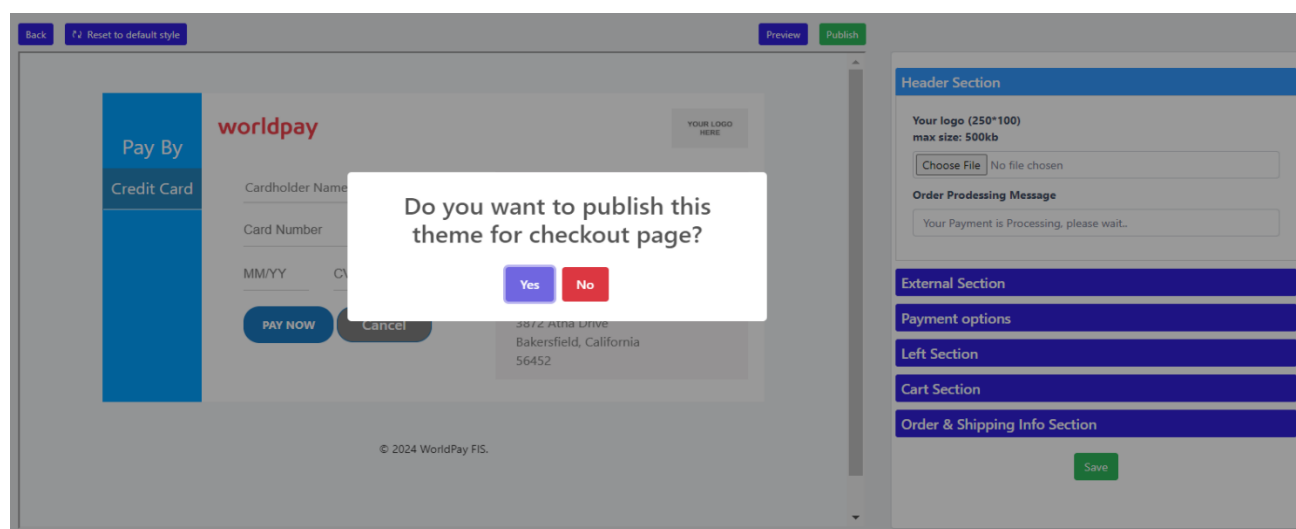 Back
Reset to default style
Preview
Publish
Pay By
Credit Card
worldpay
YOUR LOGO
HERE
Cardholder Name
Card Number
MM/YY
CV
PAY NOW
Cancel
3872 Atha Drive
Bakersfield, California
56452
© 2024 WorldPay FIS.
Do you want to publish this
theme for checkout page?
Yes
No
Header Section
Your logo (250*100)
max size: 500kb
Choose File No file chosen
Order Prodessing Message
Your Payment is Processing, please wait..
External Section
Payment options
Left Section
Cart Section
Order & Shipping Info Section
Save